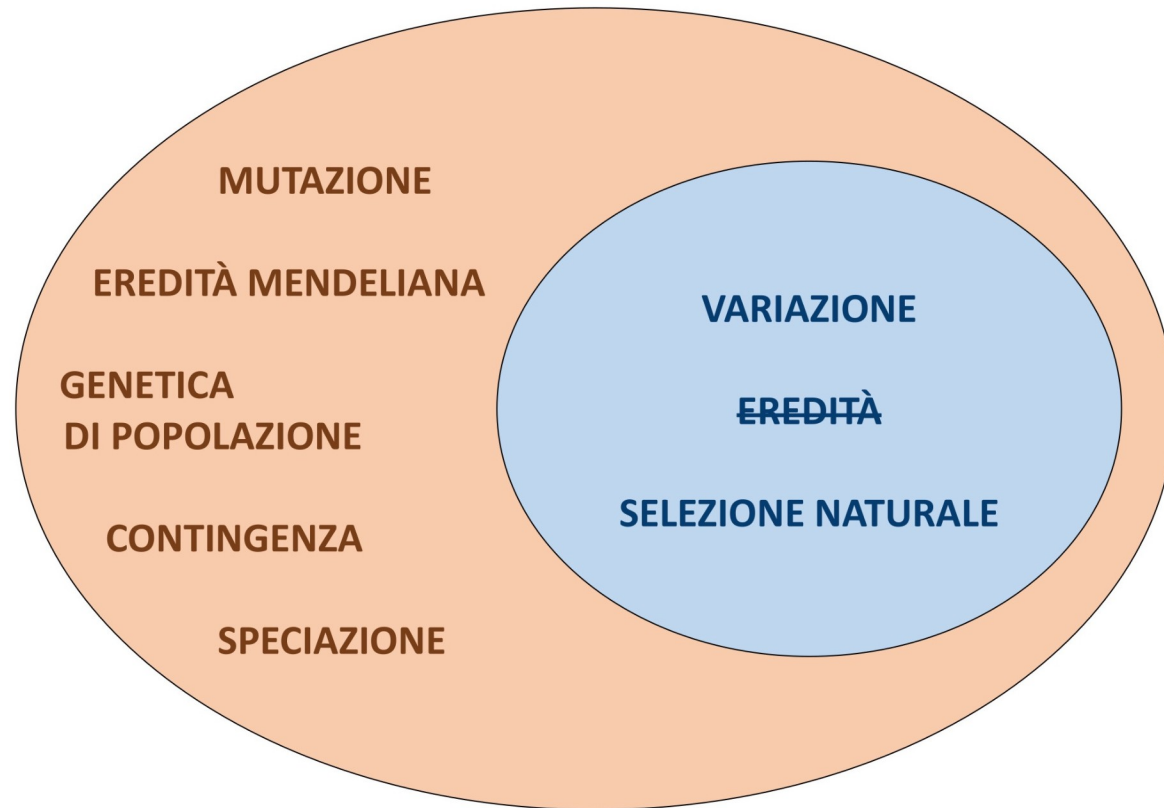 MUTAZIONE
EREDITÀ MENDELIANA
GENETICA
DI POPOLAZIONE
CONTINGENZA
SPECIAZIONE
VARIAZIONE
EREDITÀ
SELEZIONE NATURALE